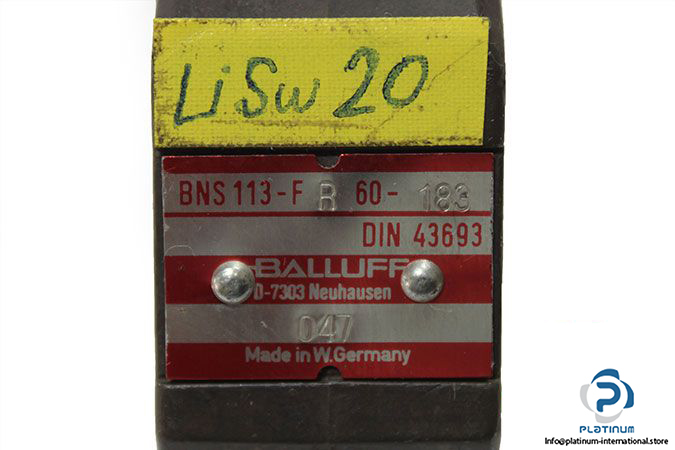 LiSw 20
BNS 113-F R 60- 183
DIN 43693
BALLUFF
D-7303 Neuhausen
047
Made in W.Germany
PLATINUM
Info@platinum-international.store